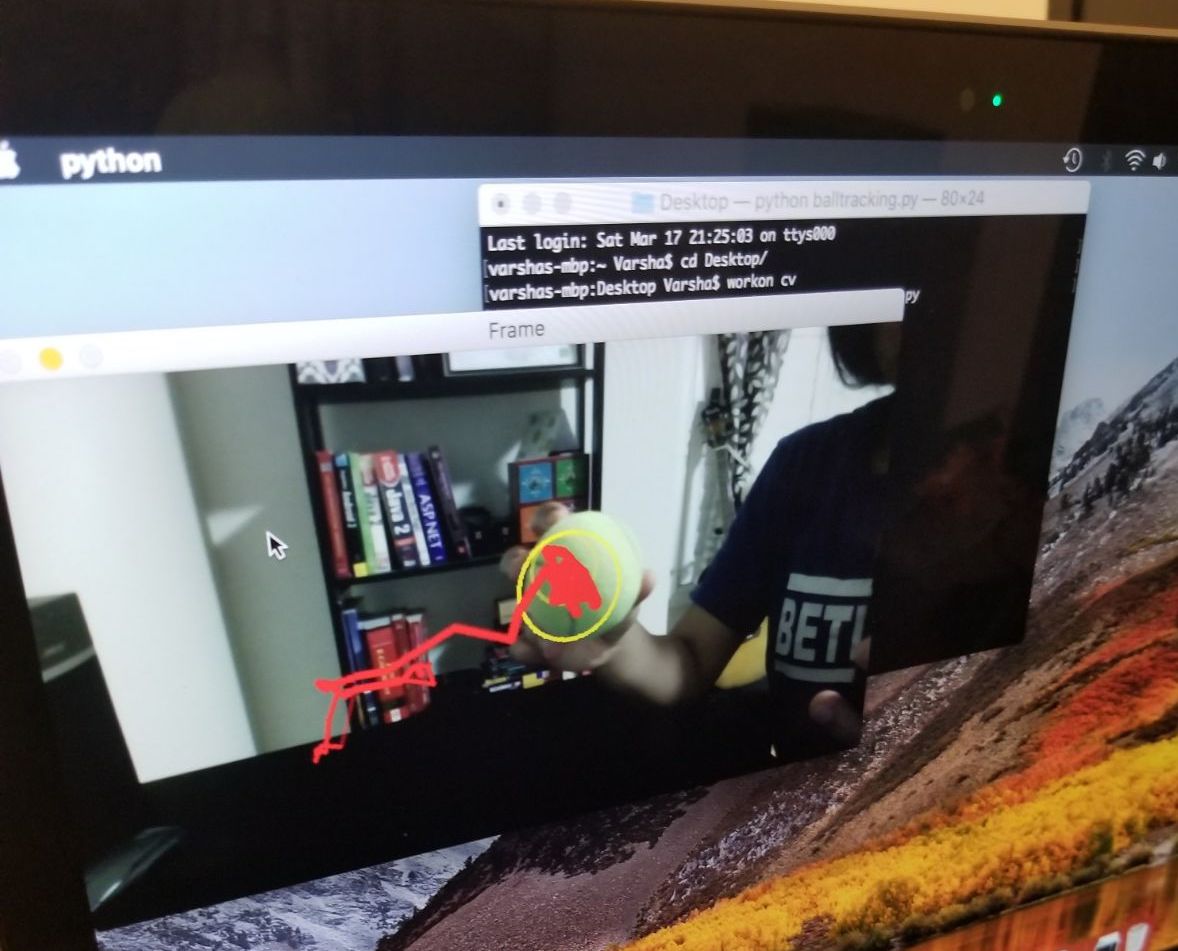 python
Desktop — python balltracking.py — 80×24
Last login: Sat Mar 17 21:25:03 on ttys000
[varshas-mbp:~ Varsha$ cd Desktop/
[varshas-mbp:Desktop Varsha$ workon cv
py
Frame
Java 2
ASP.NET
BETL